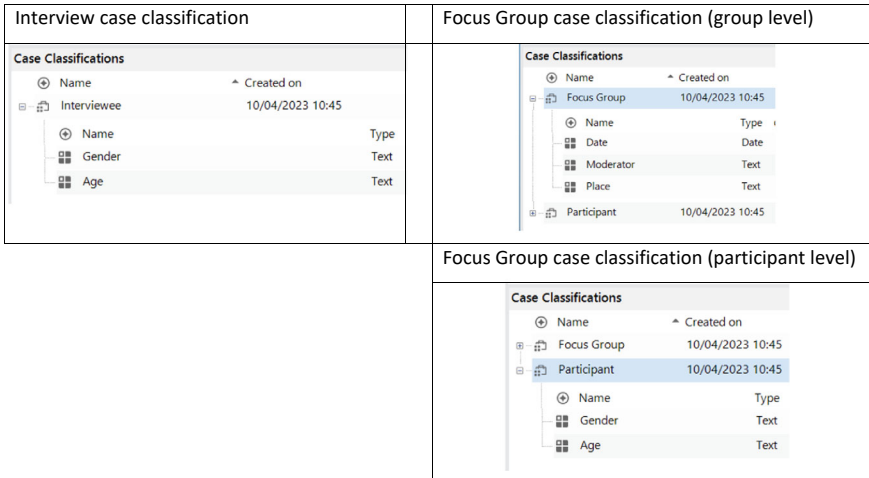 Interview case classification
Case Classifications
Name Created on
Interviewee 10/04/2023 10:45
Name Type
Gender Text
Age Text
Focus Group case classification (group level)
Case Classifications
Name Created on
Focus Group 10/04/2023 10:45
Name Type
Date Date
Moderator Text
Place Text
Participant 10/04/2023 10:45
Focus Group case classification (participant level)
Case Classifications
Name Created on
Focus Group 10/04/2023 10:45
Participant 10/04/2023 10:45
Name Type
Gender Text
Age Text